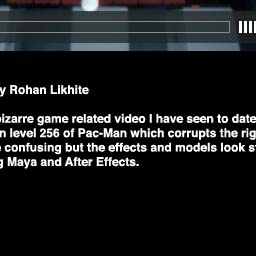 y Rohan Likhite
bizarre game related video I have seen to date
n level 256 of Pac-Man which corrupts the rig
confusing but the effects and models look s
g Maya and After Effects.